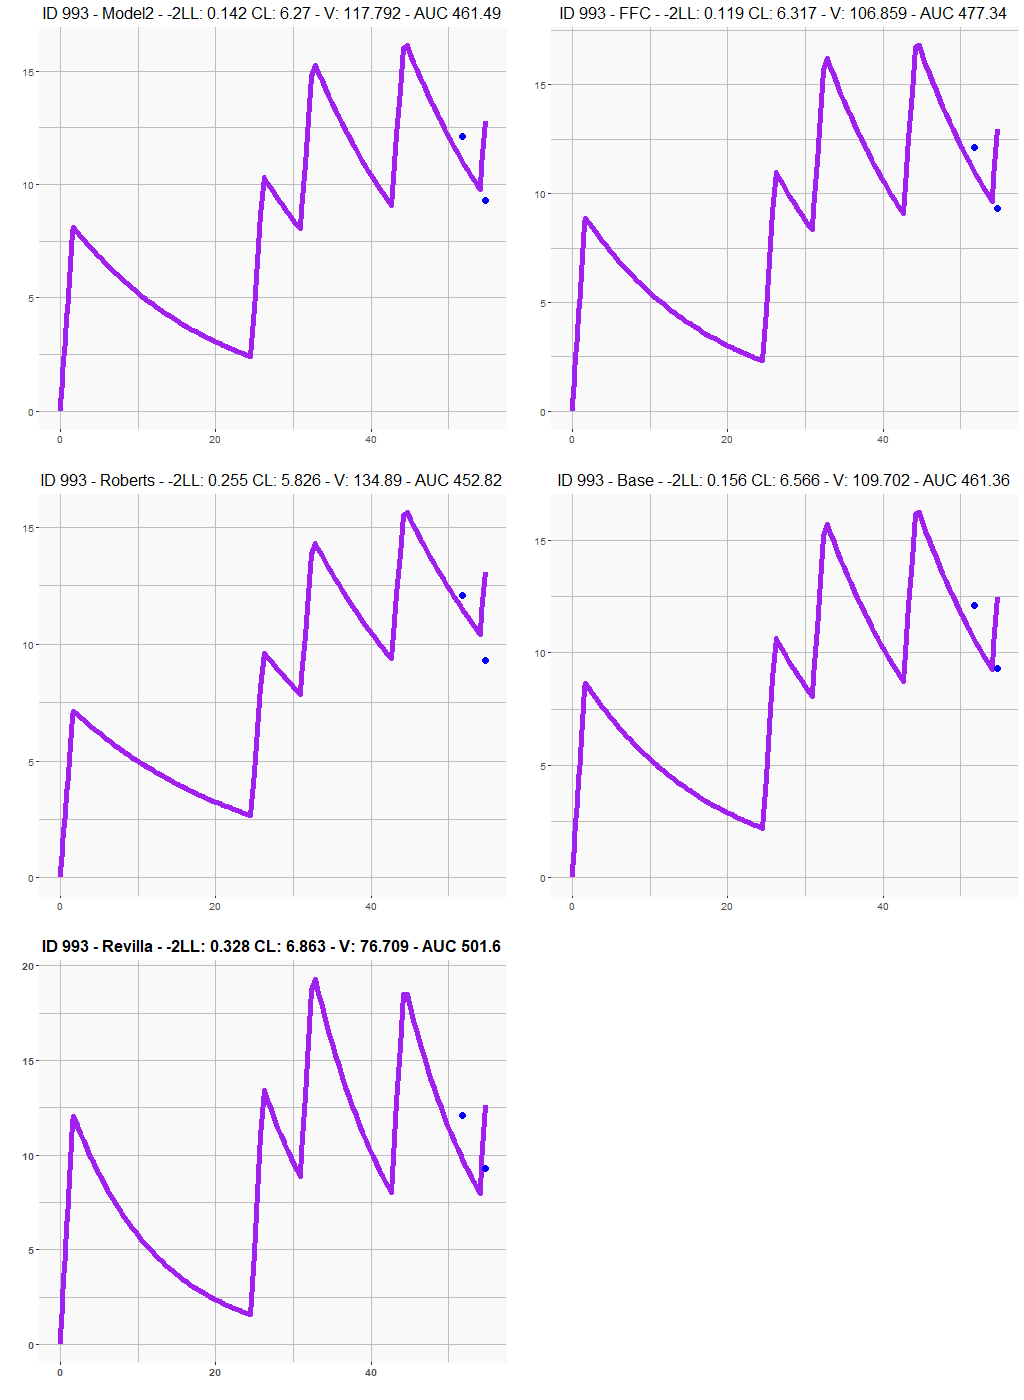 ID 993 - Model2 - -2LL: 0.142 CL: 6.27 - V: 117.792 - AUC 461.49
15
10
5
0
0 20 40
ID 993 - FFC - -2LL: 0.119 CL: 6.317 - V: 106.859 - AUC 477.34
15
10
5
0
0 20 40
ID 993 - Roberts - -2LL: 0.255 CL: 5.826 - V: 134.89 - AUC 452.82
15
10
5
0
0 20 40
ID 993 - Base - -2LL: 0.156 CL: 6.566 - V: 109.702 - AUC 461.36
15
10
5
0
0 20 40
ID 993 - Revilla - -2LL: 0.328 CL: 6.863 - V: 76.709 - AUC 501.6
20
15
10
5
0
0 20 40